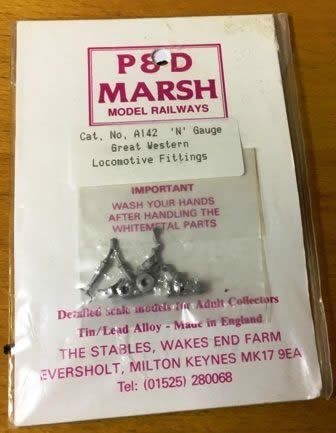 P&D
MARSH
MODEL RAILWAYS
Cat. No. A142 'N' Gauge
Great Western
Locomotive Fittings
IMPORTANT
WASH YOUR HANDS
AFTER HANDLING THE
WHITEMETAL PARTS
Detailed scale models for Adult Collectors
Tin/Lead Alloy - Made in England
THE STABLES, WAKES END FARM
EVERSHOLT, MILTON KEYNES MK17 9EA
Tel: (01525) 280068